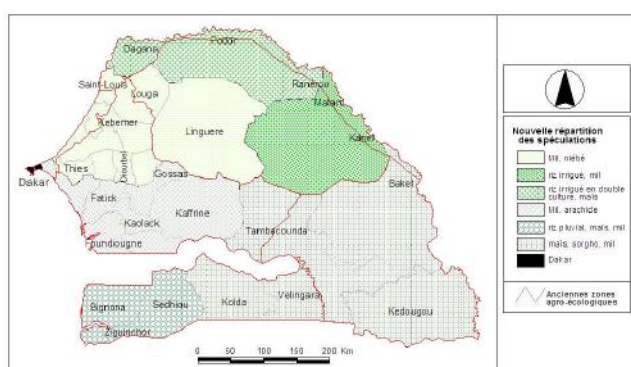 Podor
Dagana
Saint-Louis
Ranérou
Louga
Matam
Kebemer
Linguere
Kanel
Thies
Diourbel
Gossas
Bakel
Dakar
Fatick
Kaffrine
Kaolack
Tambacounda
Foundiougne
Bignona
Sedhiou
Kolda
Velingara
Kedougou
Ziguinchor
0 50 100 150 200 Km
Nouvelle répartition
des spéculations
Mil, niébé
riz irrigué, mil
riz irrigué en double
culture, maïs
Mil, arachide
riz pluvial, maïs, mil
maïs, sorgho, mil
Dakar
Anciennes zones
agro-écologiques